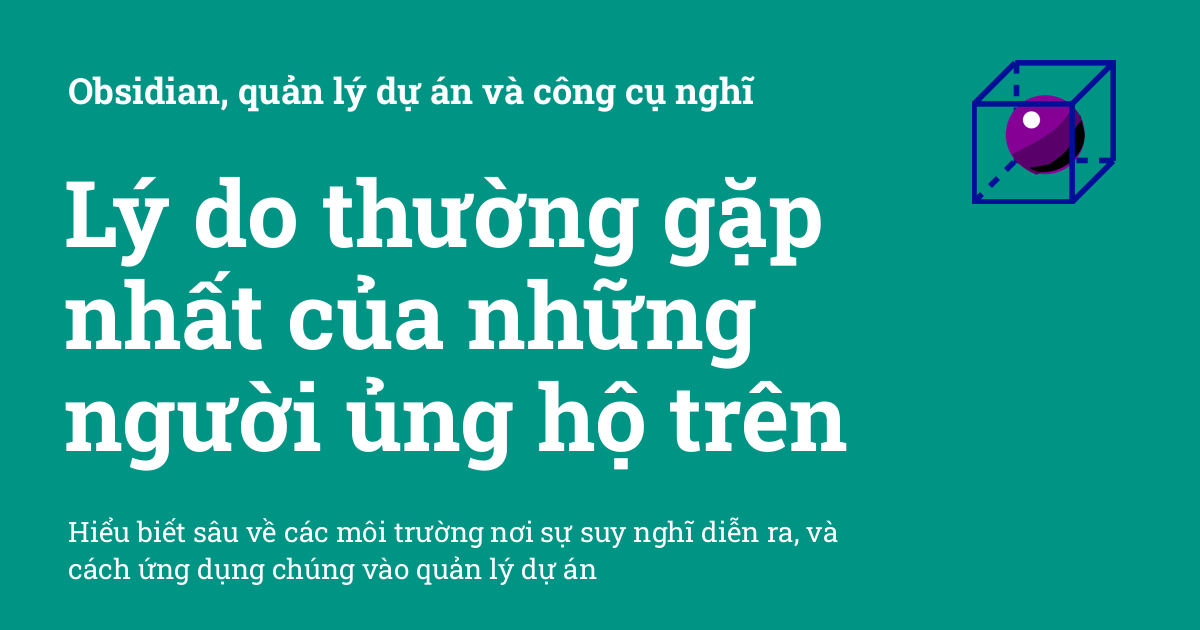 Obsidian, quản lý dự án và công cụ nghĩ
Lý do thường gặp
nhất của những
người ủng hộ trên
Hiểu biết sâu về các môi trường nơi sự suy nghĩ diễn ra, và
cách ứng dụng chúng vào quản lý dự án